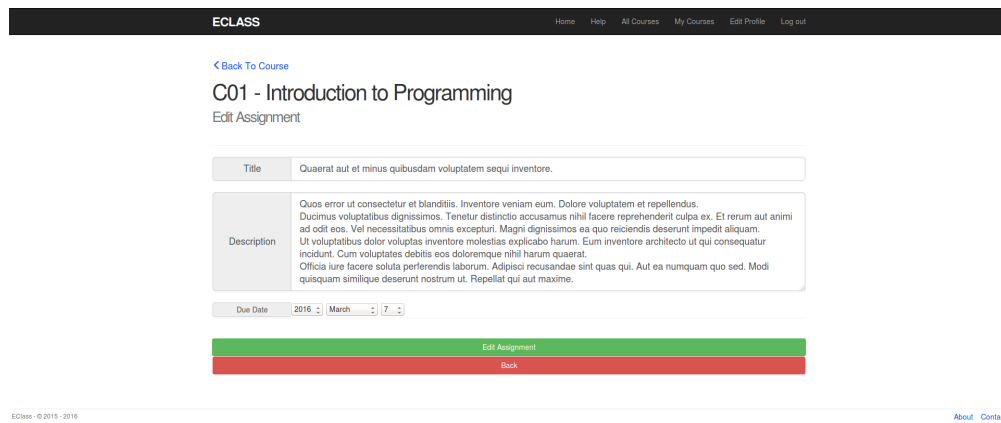 ECLASS Home Help All Courses My Courses Edit Profile Log out
Back To Course
C01 - Introduction to Programming
Edit Assignment
Title Quaerat aut et minus quibusdam voluptatem sequi inventore.
Quos error ut consectetur et blanditiis. Inventore veniam eum. Dolore voluptatem et repellendus.
Ducimus voluptatibus dignissimos. Tenetur distinctio accusamus nihil facere reprehenderit culpa ex. Et rerum aut animi
ad odit eos. Vel necessitatibus omnis excepturi. Magni dignissimos ea quo reiciendis deserunt impedit aliquam.
Description
Ut voluptatibus dolor voluptas inventore molestias explicabo harum. Eum inventore architecto ut qui consequatur
incidunt. Cum voluptates debitis eos doloremque nihil harum quaerat.
Officia iure facere soluta perferendis laborum. Adipisci recusandae sint quas qui. Aut ea numquam quo sed. Modi
quisquam similique deserunt nostrum ut. Repellat qui aut maxime.
Due Date 2016 March 7
Edit Assignment
Back
EClass - © 2015 - 2016 About Conta